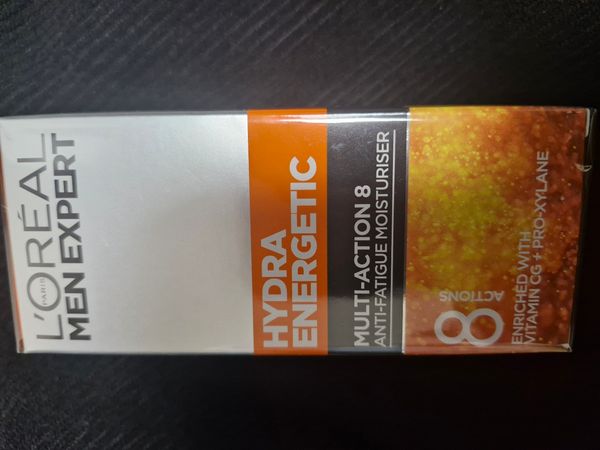 L'ORÉAL
PARIS
MEN EXPERT
HYDRA
ENERGETIC
MULTI-ACTION 8
ANTI-FATIGUE MOISTURISER
8
ACTIONS
ENRICHED WITH
VITAMIN CG + PRO-XYLANE